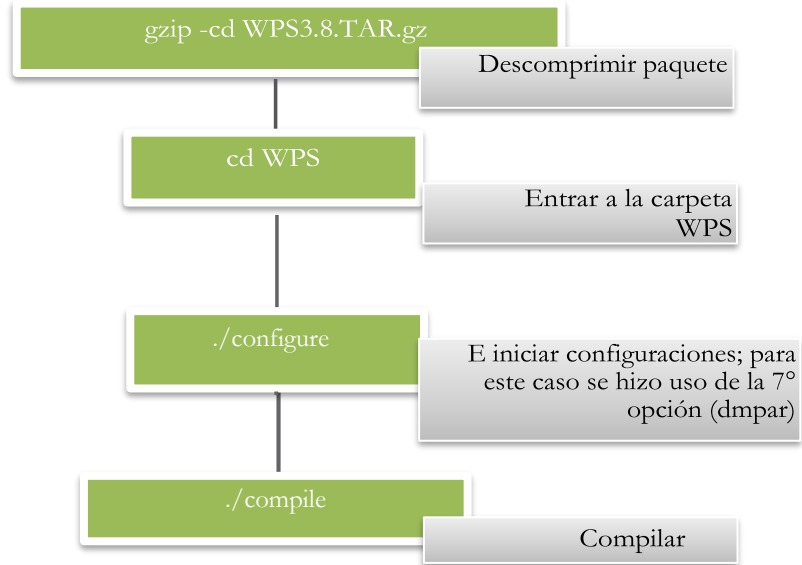 gzip -cd WPS3.8.TAR.gz
Descomprimir paquete
cd WPS
Entrar a la carpeta
WPS
./configure
E iniciar configuraciones; para
este caso se hizo uso de la 7°
opción (dmpar)
./compile
Compilar